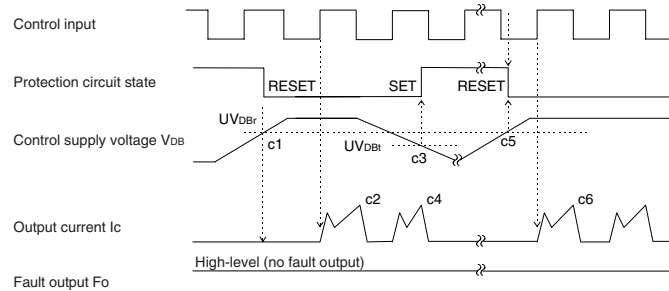 Control input
Protection circuit state
RESET
SET
RESET
UVDBr
Control supply voltage VDB
c1
UVDBt
c3
c5
c2
c4
c6
Output current Ic
High-level (no fault output)
Fault output Fo